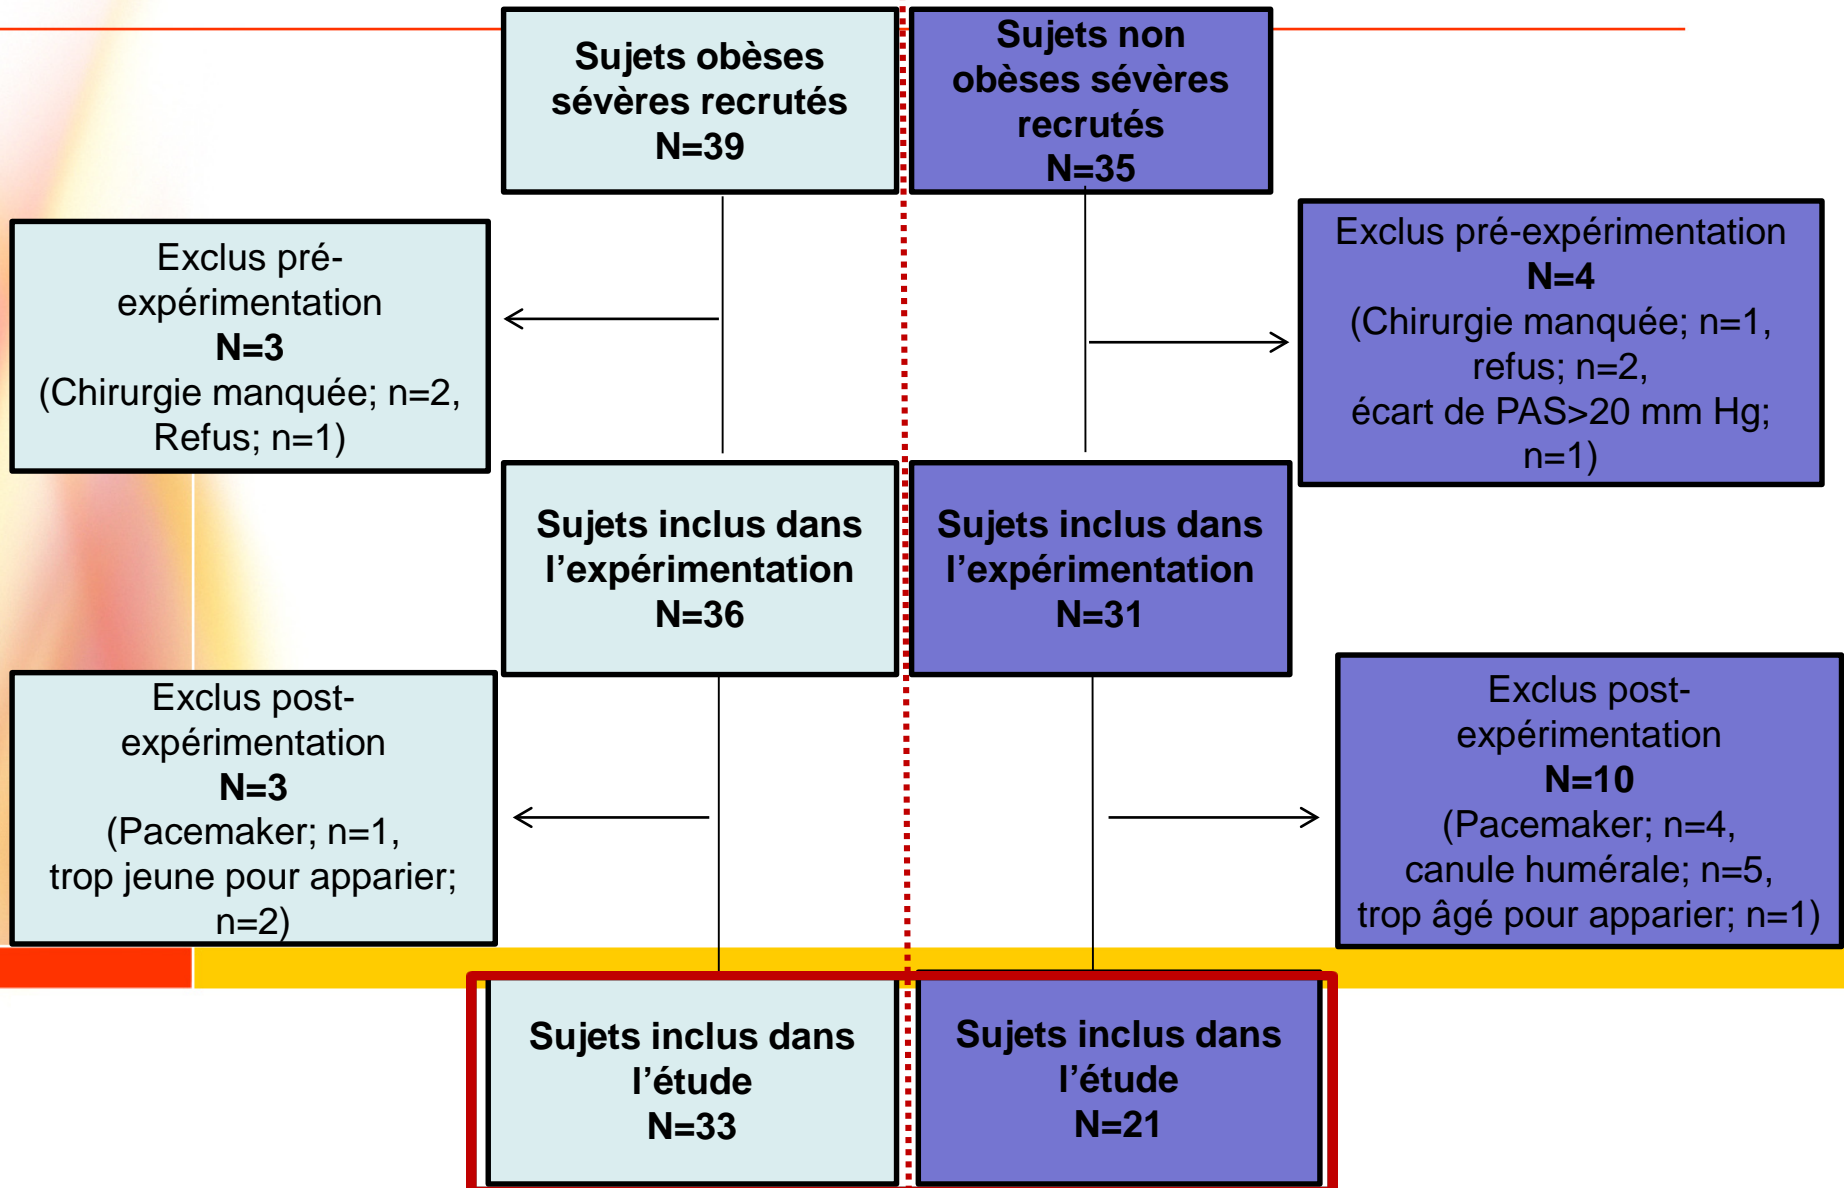 Sujets obèses
sévères recrutés
N=39
Sujets non
obèses sévères
recrutés
N=35
Exclus pré-
expérimentation
N=3
(Chirurgie manquée; n=2,
Refus; n=1)
Exclus pré-expérimentation
N=4
(Chirurgie manquée; n=1,
refus; n=2,
écart de PAS>20 mm Hg;
n=1)
Sujets inclus dans
l’expérimentation
N=36
Sujets inclus dans
l’expérimentation
N=31
Exclus post-
expérimentation
N=3
(Pacemaker; n=1,
trop jeune pour apparier;
n=2)
Exclus post-
expérimentation
N=10
(Pacemaker; n=4,
canule humérale; n=5,
trop âgé pour apparier; n=1)
Sujets inclus dans
l’étude
N=33
Sujets inclus dans
l’étude
N=21